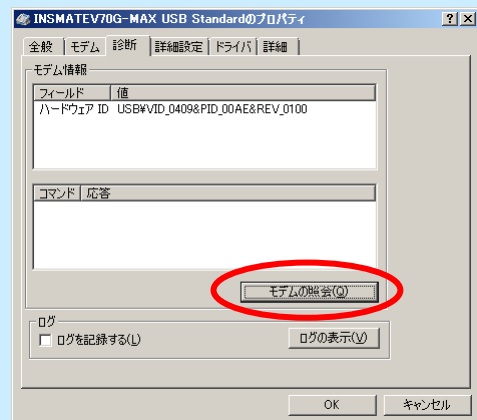 INSMATEV70G-MAX USB Standardのプロパティ
全般 モデム 診断 詳細設定 ドライバ 詳細
モデム情報
フィールド 値
ハードウェア ID USB¥VID_0409&PID_00AE&REV_0100
コマンド 応答
モデムの照会(Q)
ログ
ログを記録する(L) ログの表示(V)
OK キャンセル